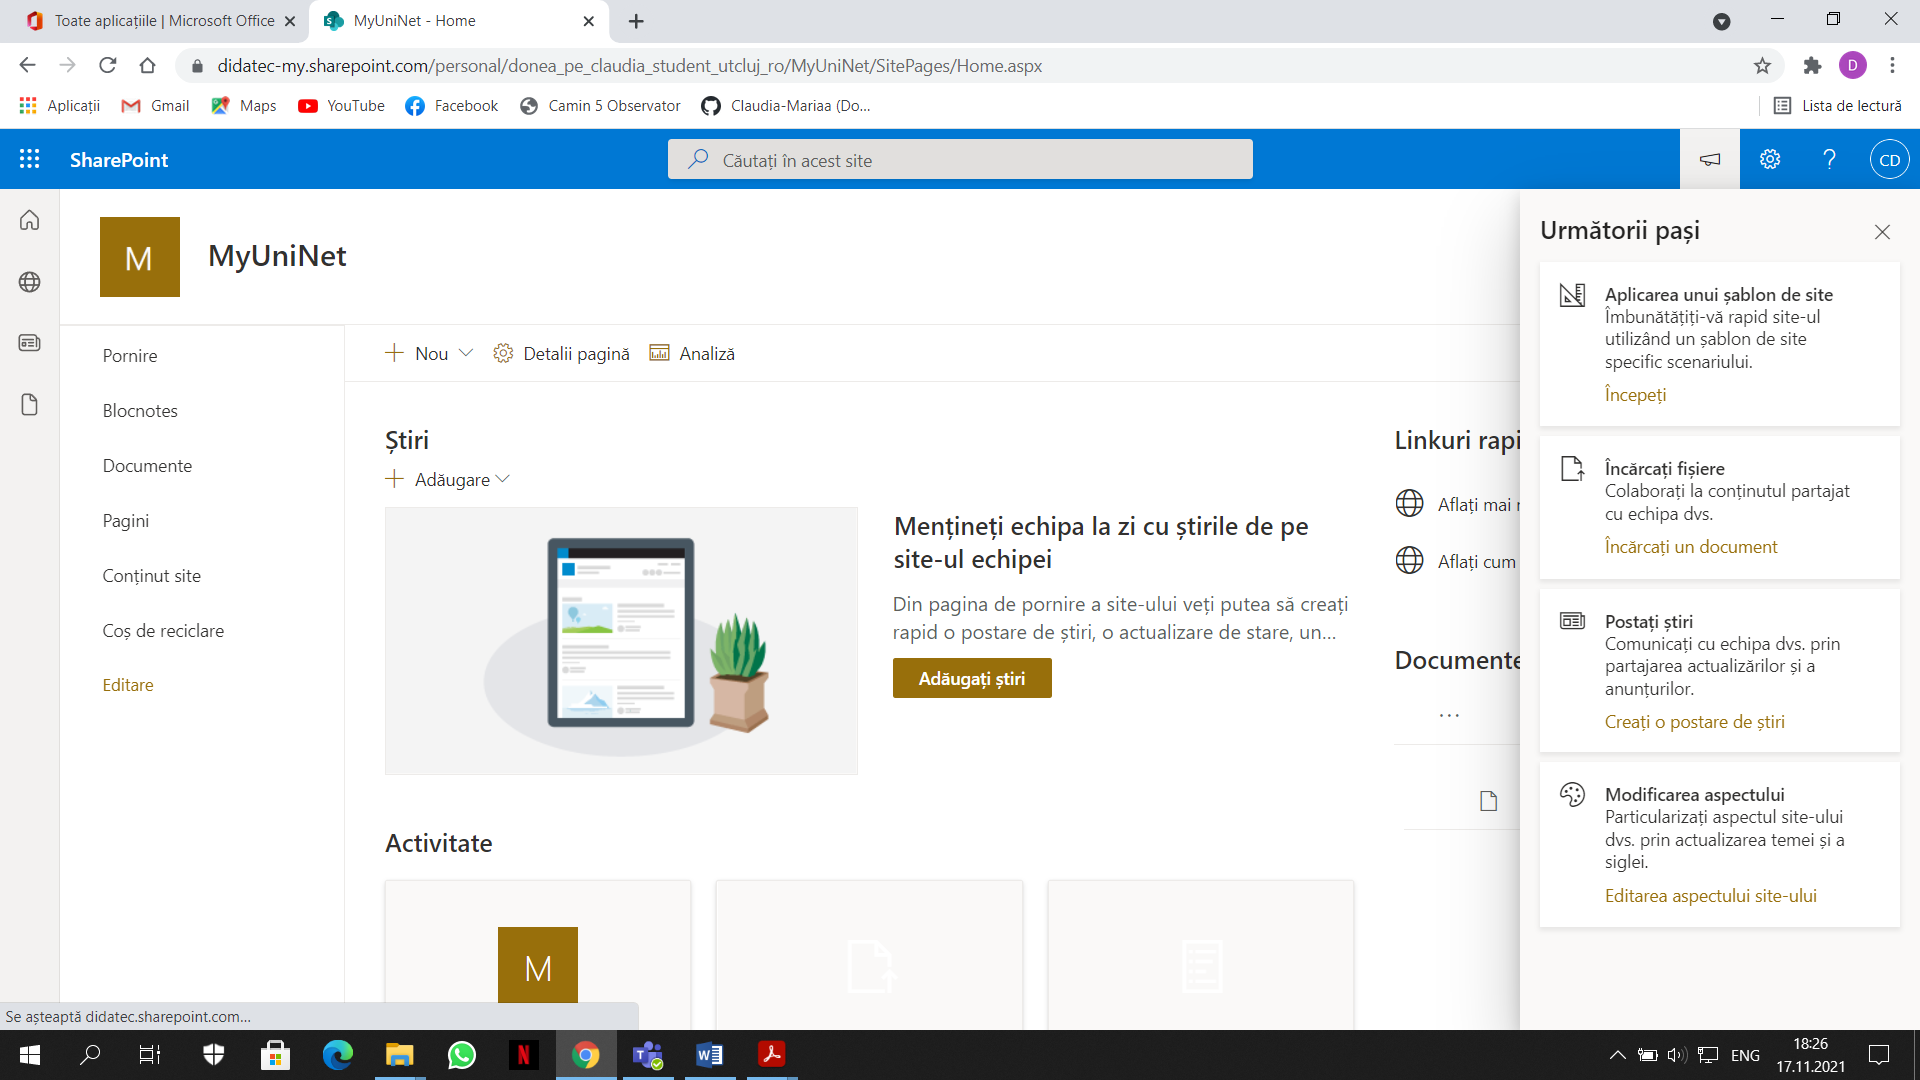 Toate aplicațiile | Microsoft Office
MyUniNet - Home
didatec-my.sharepoint.com/personal/donea_pe_claudia_student_utcluj_ro/MyUniNet/SitePages/Home.aspx
D
Aplicații
Gmail
Maps
YouTube
Facebook
Camin 5 Observator
Claudia-Mariaa (Do...
Lista de lectură
SharePoint
Căutați în acest site
?
CD
M
MyUniNet
Pornire
Blocnotes
Documente
Pagini
Conținut site
Coș de reciclare
Editare
Nou
Detalii pagină
Analiză
Știri
Adăugare
Mențineți echipa la zi cu știrile de pe
site-ul echipei
Din pagina de pornire a site-ului veți putea să creați
rapid o postare de știri, o actualizare de stare, un...
Adăugați știri
Activitate
M
Linkuri rapi
Aflați mai
Aflați cum
Documente
...
Următorii pași
Aplicarea unui șablon de site
Îmbunătățiți-vă rapid site-ul
utilizând un șablon de site
specific scenariului.
Începeți
Încărcați fișiere
Colaborați la conținutul partajat
cu echipa dvs.
Încărcați un document
Postați știri
Comunicați cu echipa dvs. prin
partajarea actualizărilor și a
anunțurilor.
Creați o postare de știri
Modificarea aspectului
Particularizați aspectul site-ului
dvs. prin actualizarea temei și a
siglei.
Editarea aspectului site-ului
Se așteaptă didatec.sharepoint.com...
ENG
18:26
17.11.2021